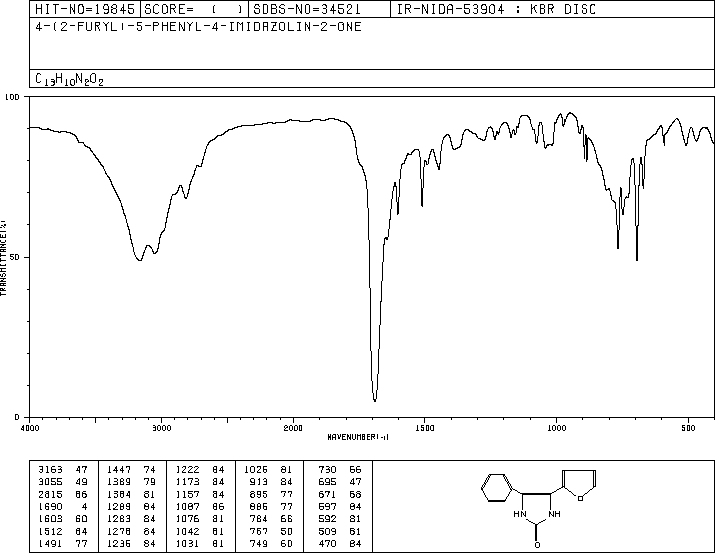 HIT-NO=19845 SCORE= ( ) SDBS-NO=34521 IR-NIDA-53904 : KBR DISC
4-(2-FURYL)-5-PHENYL-4-IMIDAZOLIN-2-ONE
C13H10N2O2
100
50
0
TRANSMITTANCE(%)
4000 3000 2000 1500 1000 500
WAVENUMBER(-1)
3163 47 1447 74 1222 84 1026 81 730 66
3055 49 1389 79 1173 84 913 84 695 47
2815 66 1384 81 1157 84 895 77 671 68
1690 4 1289 84 1087 86 886 77 597 84
1603 60 1283 84 1076 81 784 66 592 81
1512 64 1278 84 1042 81 767 50 509 81
1491 77 1236 84 1031 81 749 60 470 84
O
HN NH
O